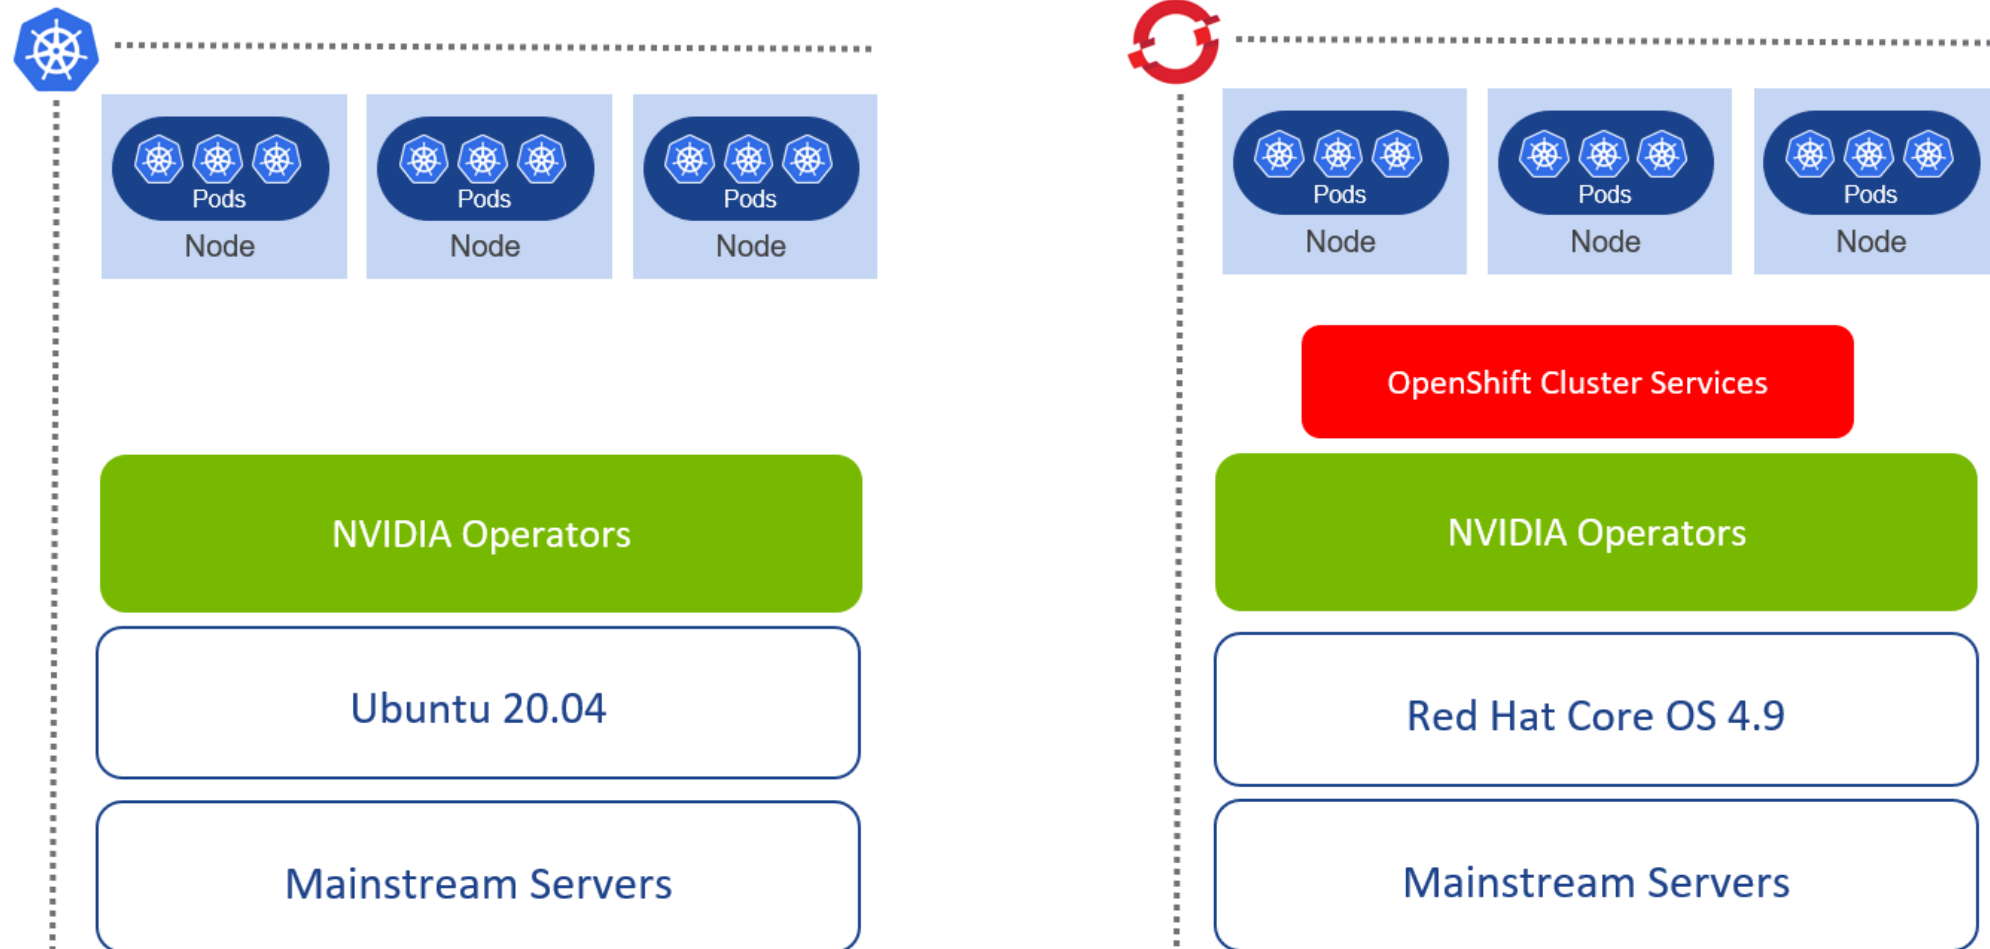 Pods
Node
Pods
Node
Pods
Node
NVIDIA Operators
Ubuntu 20.04
Mainstream Servers
Pods
Node
Pods
Node
Pods
Node
OpenShift Cluster Services
NVIDIA Operators
Red Hat Core OS 4.9
Mainstream Servers